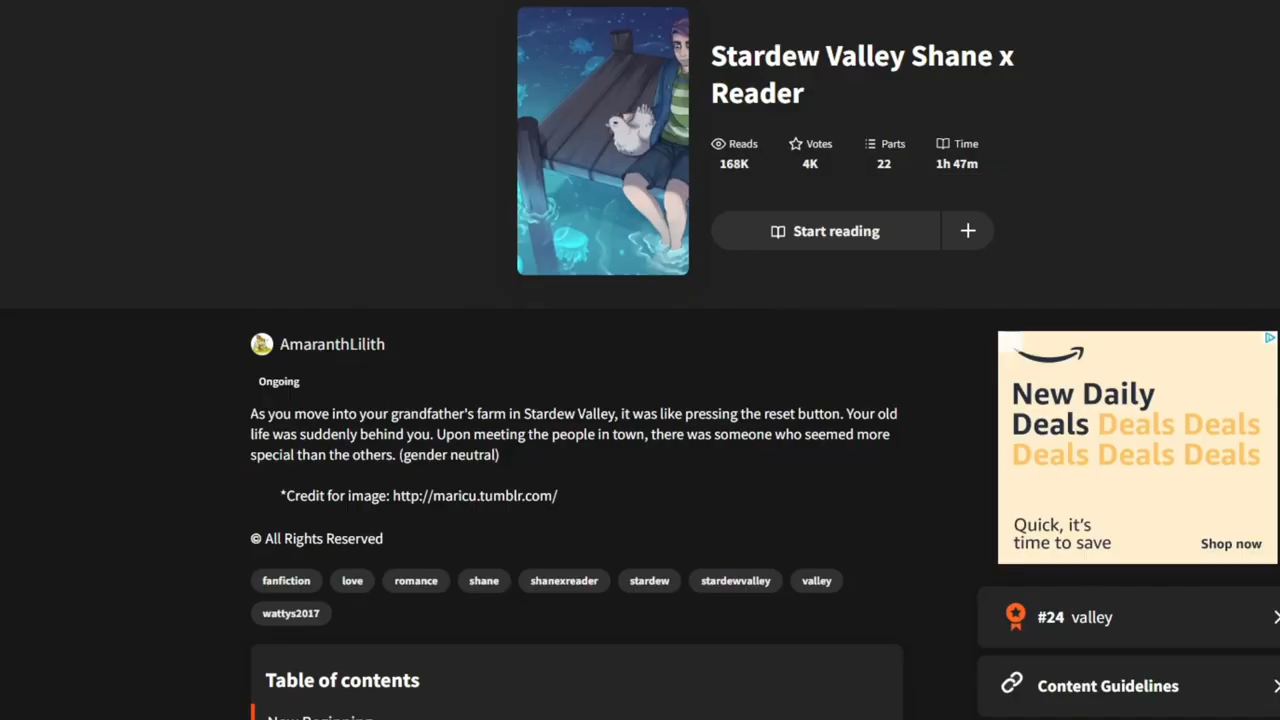 Stardew Valley Shane x
Reader
Reads
Votes
Parts
Time
168K
4K
22
1h 47m
Start reading
AmaranthLilith
Ongoing
As you move into your grandfather's farm in Stardew Valley, it was like pressing the reset button. Your old
life was suddenly behind you. Upon meeting the people in town, there was someone who seemed more
special than the others. (gender neutral)
*Credit for image: http://maricu.tumblr.com/
© All Rights Reserved
fanfiction
love
romance
shane
shanexreader
stardew
stardewvalley
valley
wattys2017
Table of contents
New Beginning
New Daily
Deals Deals Deals
Deals Deals Deals
Quick, it's
time to save
Shop now
#24 valley
Content Guidelines